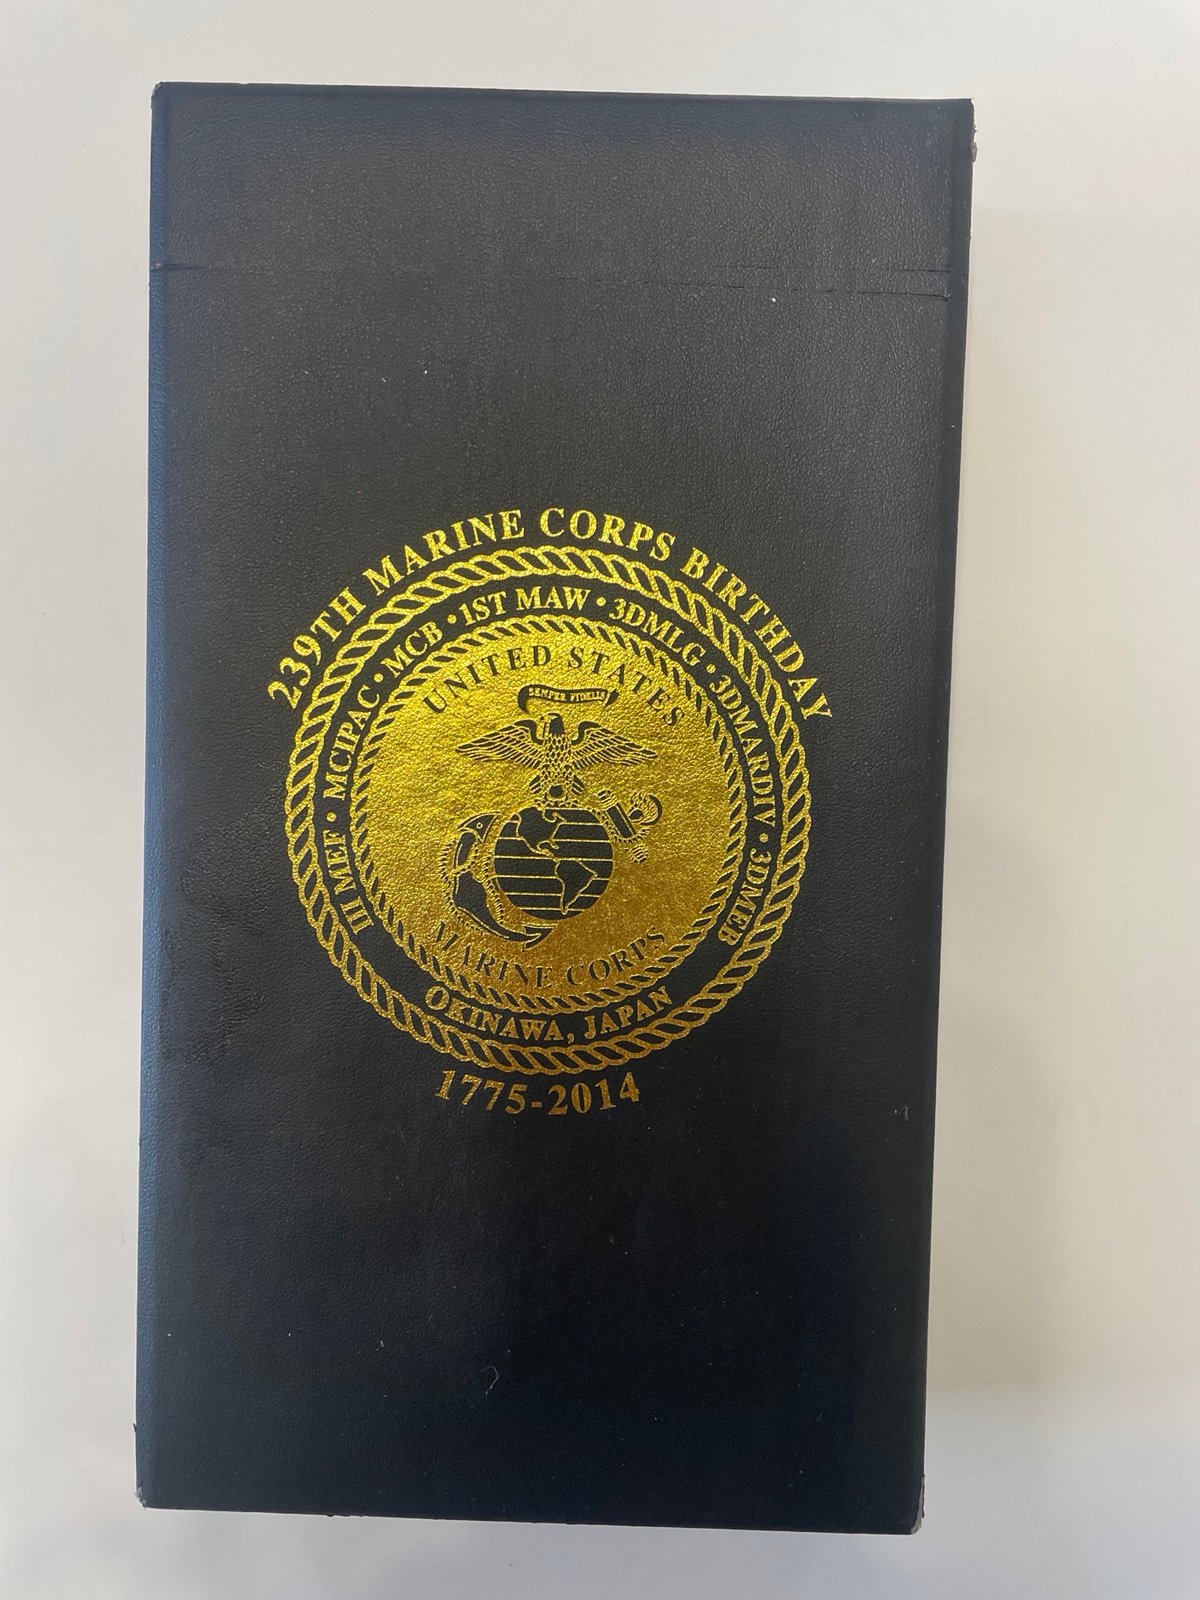 239TH MARINE CORPS BIRTHDAY
III MEF • MCIPAC • MCB • 1ST MAW • 3DMLG • 3DMARDIV • 3DMEB
UNITED STATES
SEMPER FIDELIS
MARINE CORPS
OKINAWA, JAPAN
1775-2014